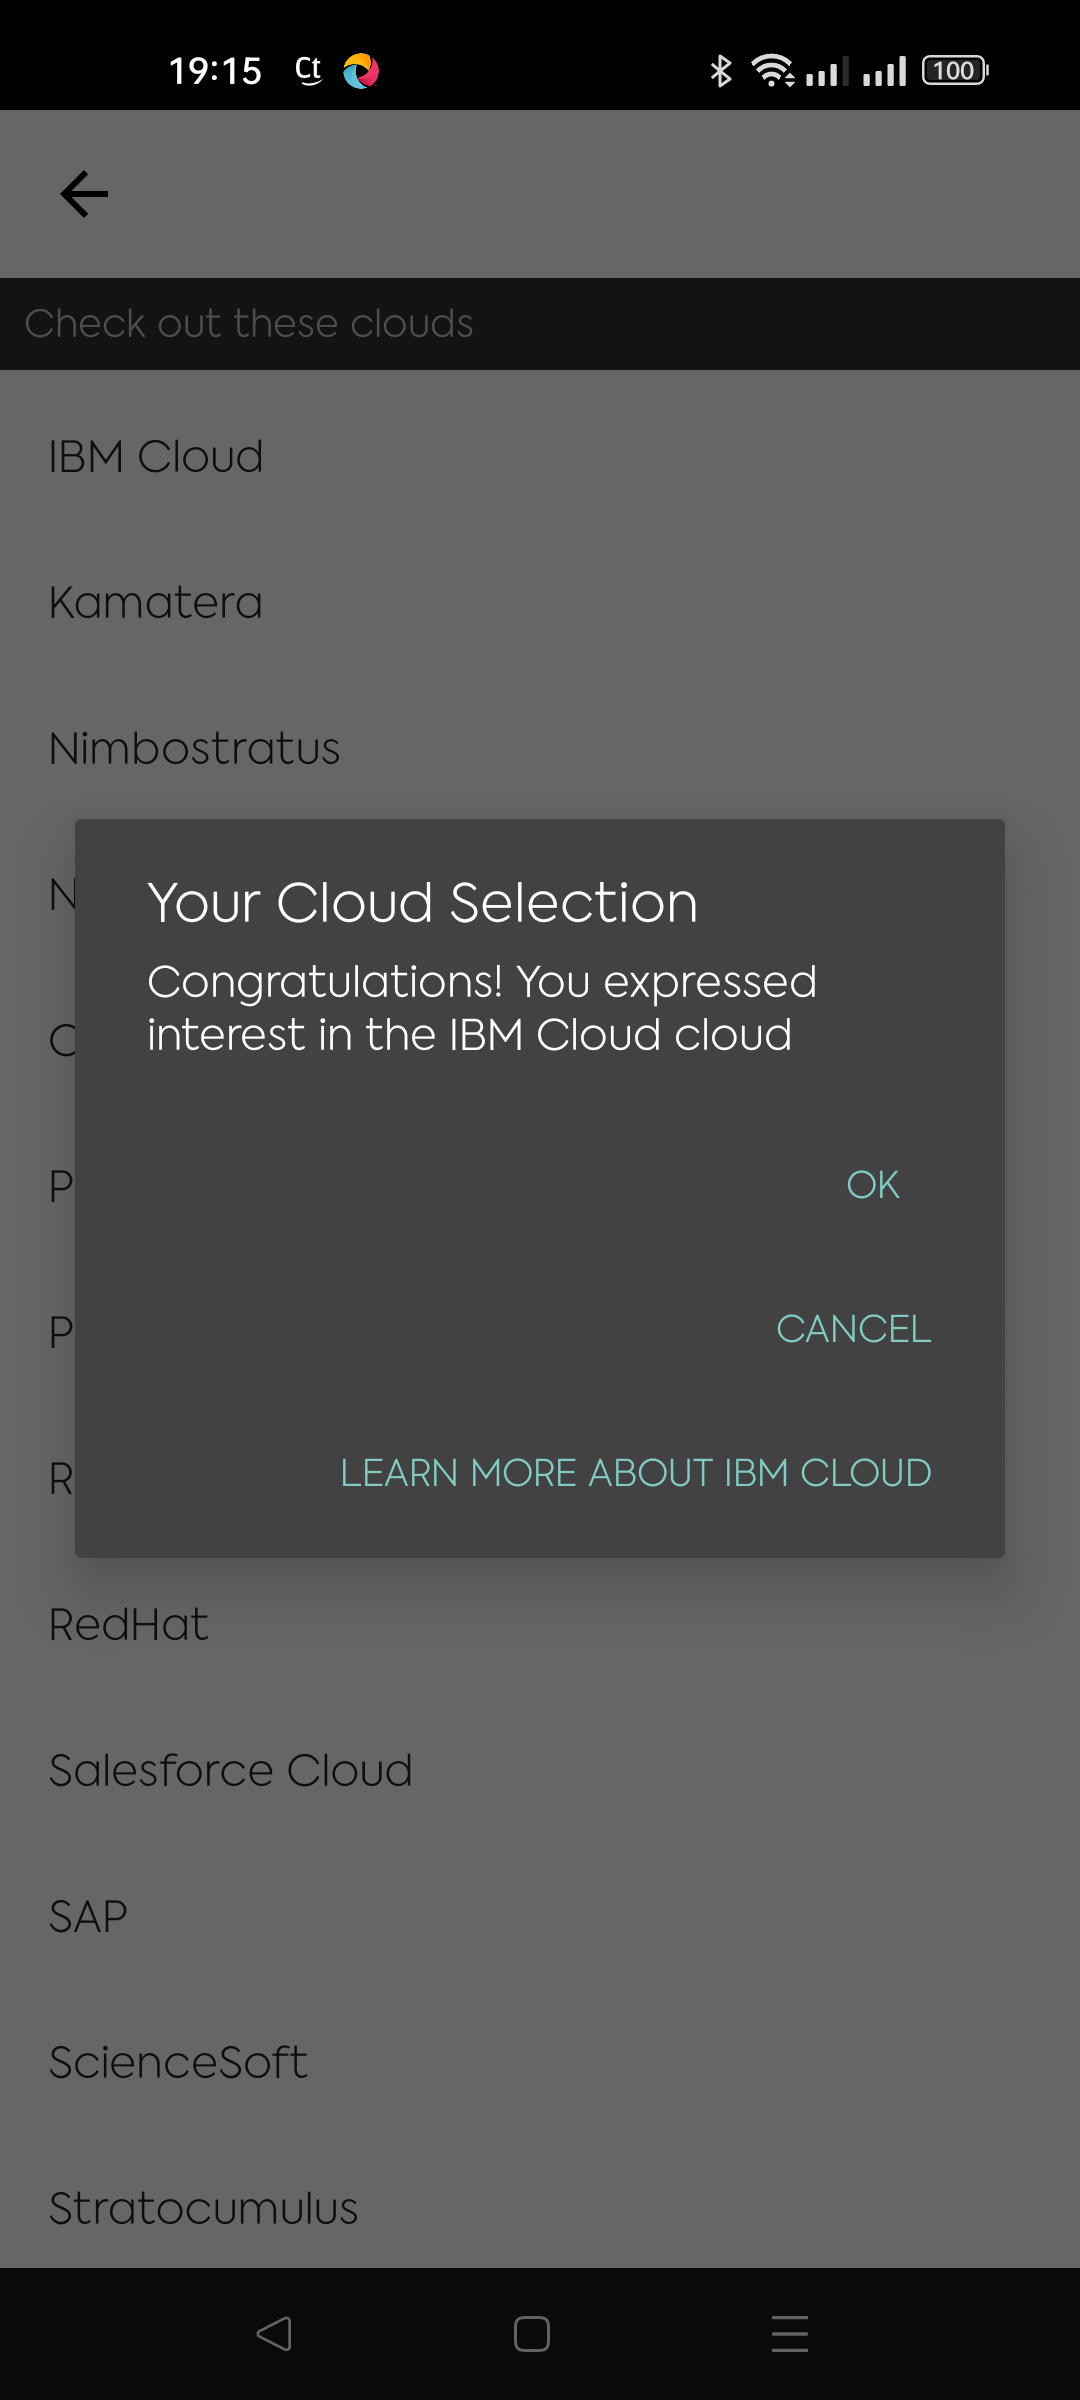 19:15 Ct 100
Check out these clouds
IBM Cloud
Kamatera
Nimbostratus
Your Cloud Selection
Congratulations! You expressed
interest in the IBM Cloud cloud
OK
CANCEL
LEARN MORE ABOUT IBM CLOUD
RedHat
Salesforce Cloud
SAP
ScienceSoft
Stratocumulus